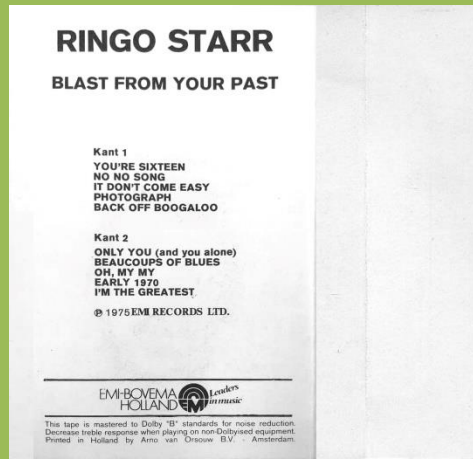 RINGO STARR
BLAST FROM YOUR PAST
Kant 1
YOU'RE SIXTEEN
NO NO SONG
IT DON'T COME EASY
PHOTOGRAPH
BACK OFF BOOGALOO
Kant 2
ONLY YOU (and you alone)
BEAUCOUPS OF BLUES
OH, MY MY
EARLY 1970
I'M THE GREATEST
℗ 1975 EMI RECORDS LTD.
EMI-BOVEMA
HOLLAND
EMI
Leaders
in music
This tape is mastered to Dolby "B" standards for noise reduction.
Decrease treble response when playing on non-Dolbyised equipment.
Printed in Holland by Arno van Orsouw B.V. - Amsterdam.